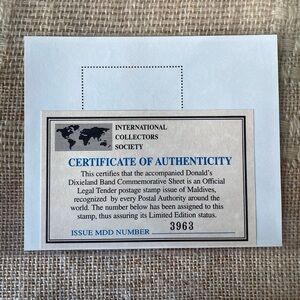 INTERNATIONAL
COLLECTORS
SOCIETY
CERTIFICATE OF AUTHENTICITY
This certifies that the accompanied Donald's
Dixieland Band Commemorative Sheet is an Official
Legal Tender postage stamp issue of Maldives,
recognized by every Postal Authority around the
world. The number below has been assigned to this
stamp, thus assuring its Limited Edition status.
ISSUE MDD NUMBER 3963